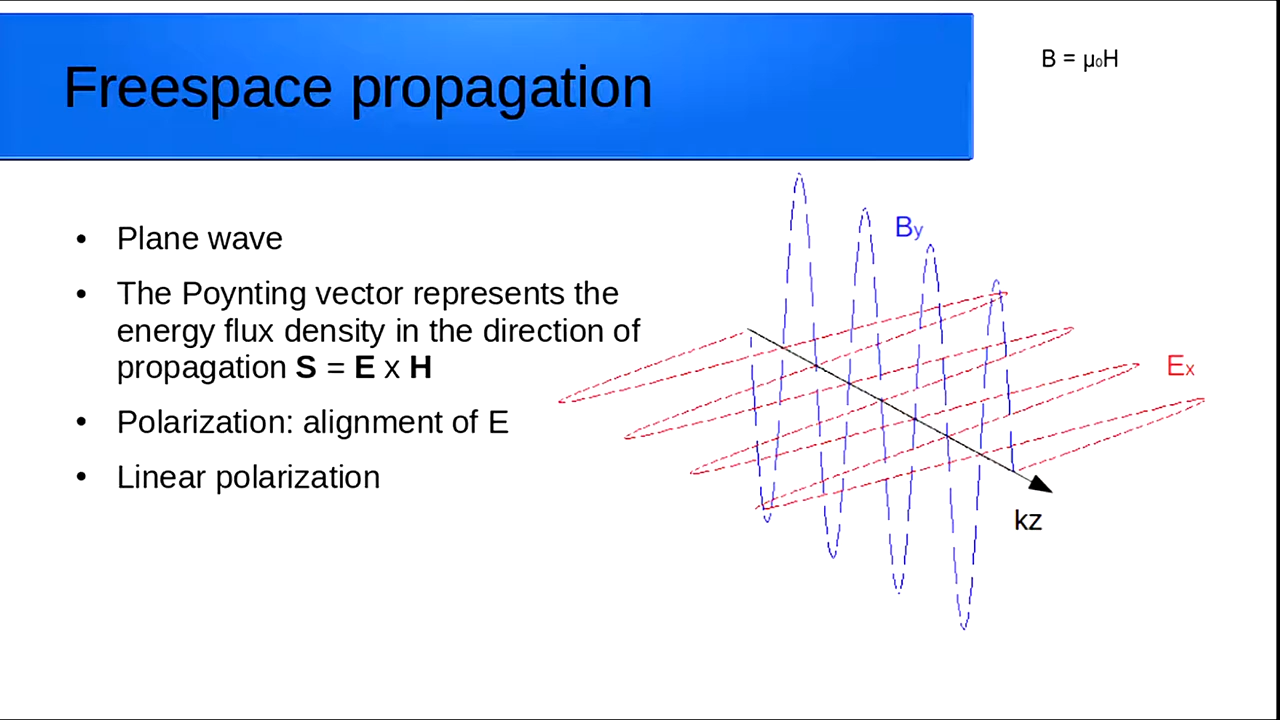 Freespace propagation
B = μ₀H
• Plane wave
• The Poynting vector represents the
energy flux density in the direction of
propagation S = E x H
• Polarization: alignment of E
• Linear polarization
By
Ex
kz